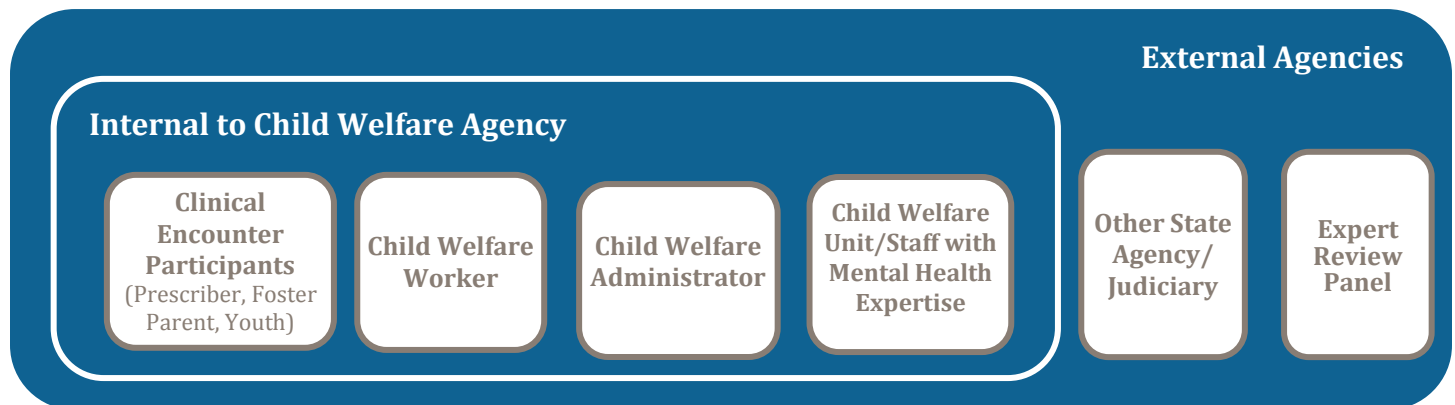 External Agencies
Internal to Child Welfare Agency
Clinical
Encounter
Participants
(Prescriber, Foster
Parent, Youth)
Child Welfare
Worker
Child Welfare
Administrator
Child Welfare
Unit/Staff with
Mental Health
Expertise
Other State
Agency/
Judiciary
Expert
Review
Panel